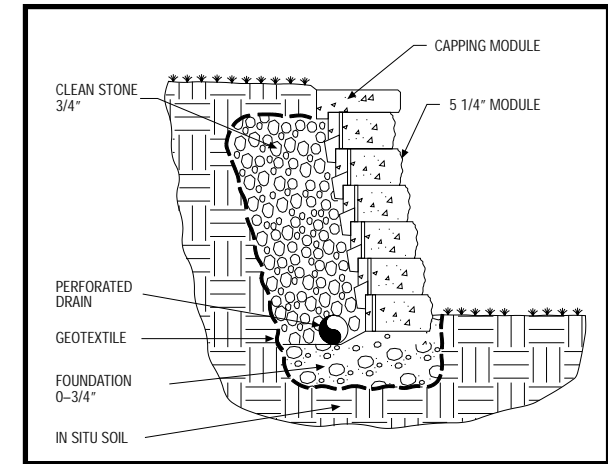 CAPPING MODULE
CLEAN STONE
3/4"
5 1/4" MODULE
PERFORATED
DRAIN
GEOTEXTILE
FOUNDATION
0–3/4"
IN SITU SOIL